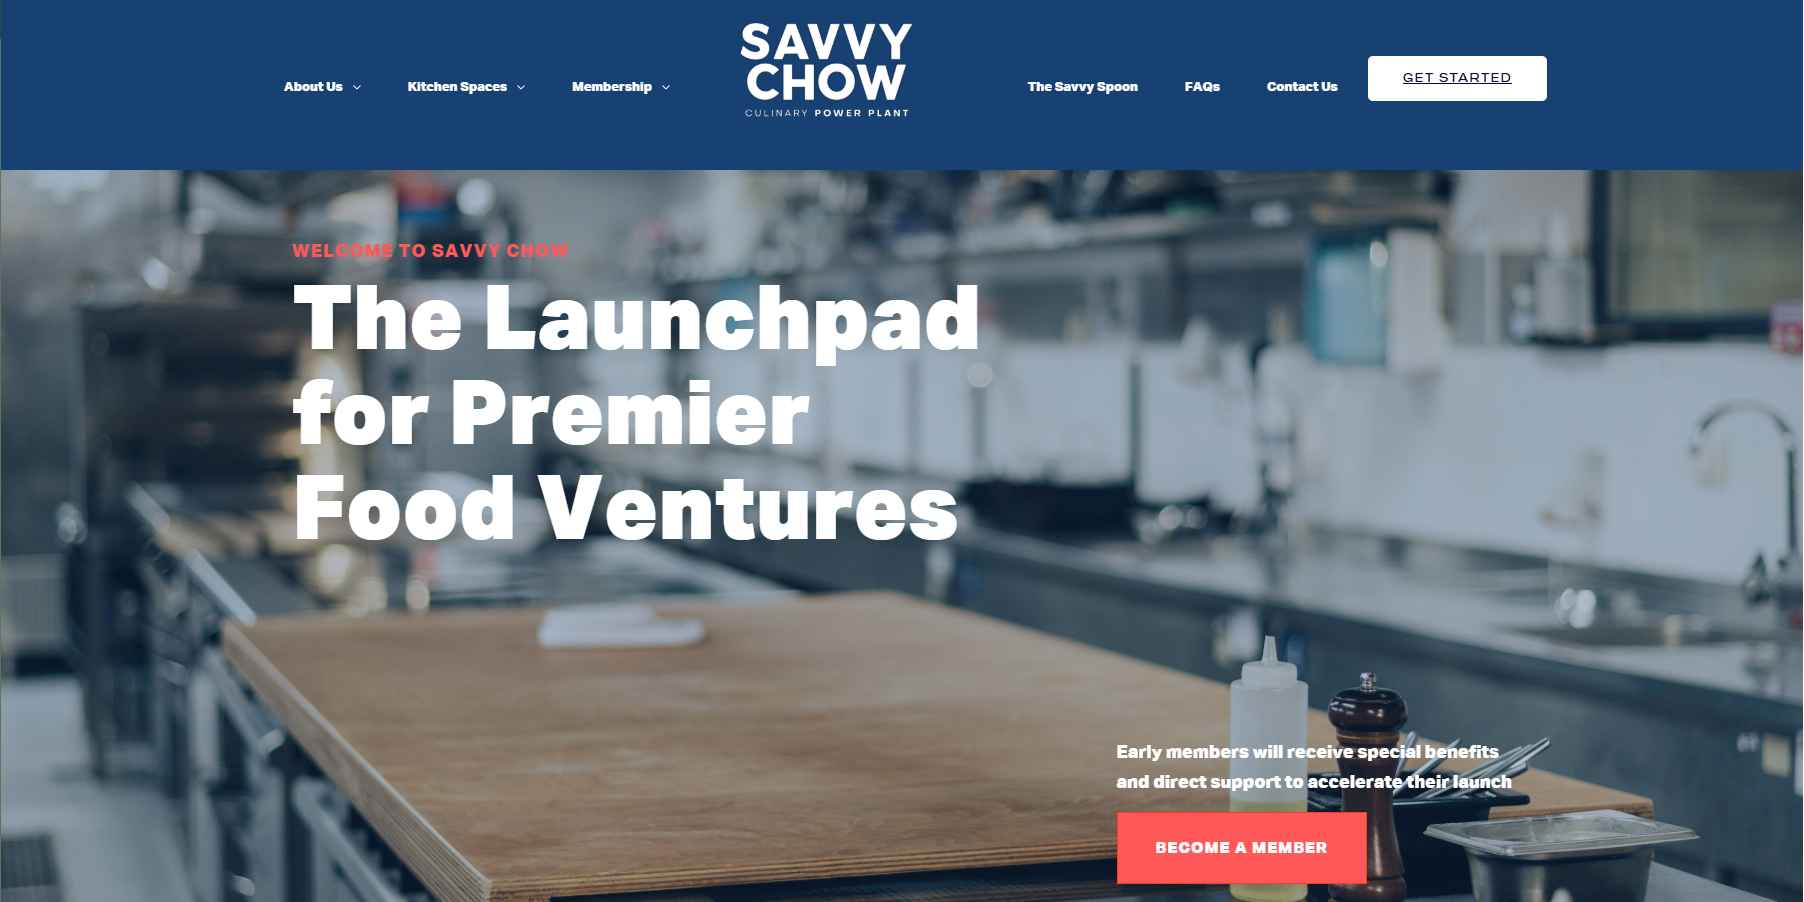 About Us
Kitchen Spaces
Membership
SAVVY
CHOW
CULINARY POWER PLANT
The Savvy Spoon
FAQs
Contact Us
GET STARTED
WELCOME TO SAVVY CHOW
The Launchpad
for Premier
Food Ventures
Early members will receive special benefits
and direct support to accelerate their launch
BECOME A MEMBER